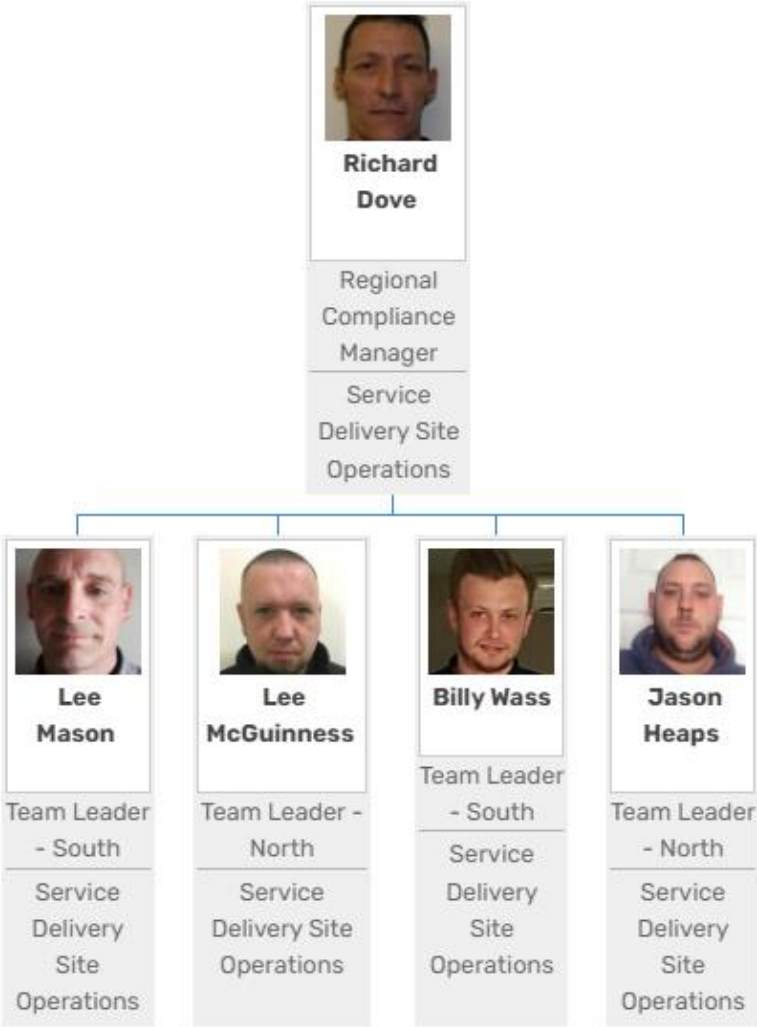 Richard
Dove
Regional
Compliance
Manager
Service
Delivery Site
Operations
Lee
Mason
Team Leader
- South
Service
Delivery
Site
Operations
Lee
McGuinness
Team Leader -
North
Service
Delivery Site
Operations
Billy Wass
Team Leader
- South
Service
Delivery
Site
Operations
Jason
Heaps
Team Leader
- North
Service
Delivery
Site
Operations